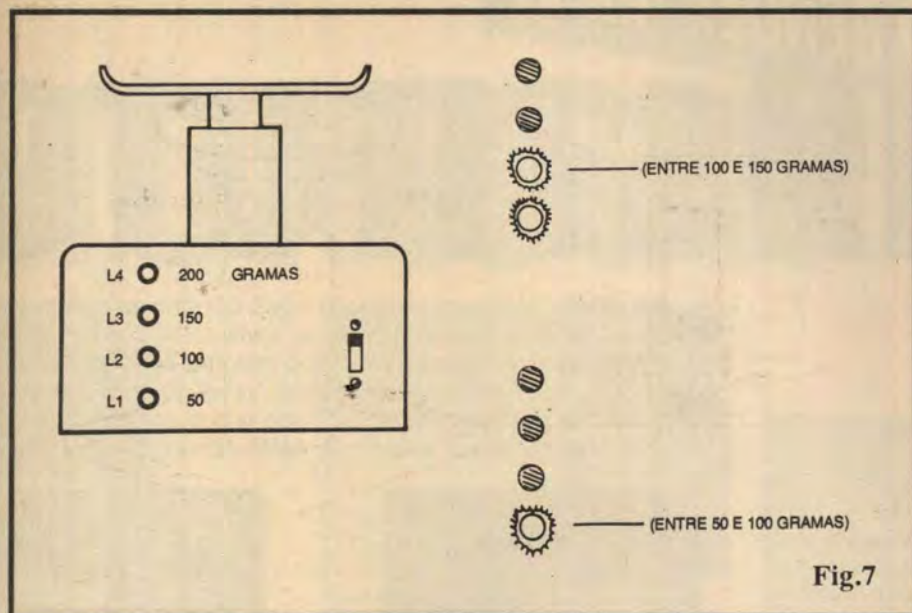 L4 200 GRAMAS
L3 150
L2 100
L1 50
(ENTRE 100 E 150 GRAMAS)
(ENTRE 50 E 100 GRAMAS)
Fig.7